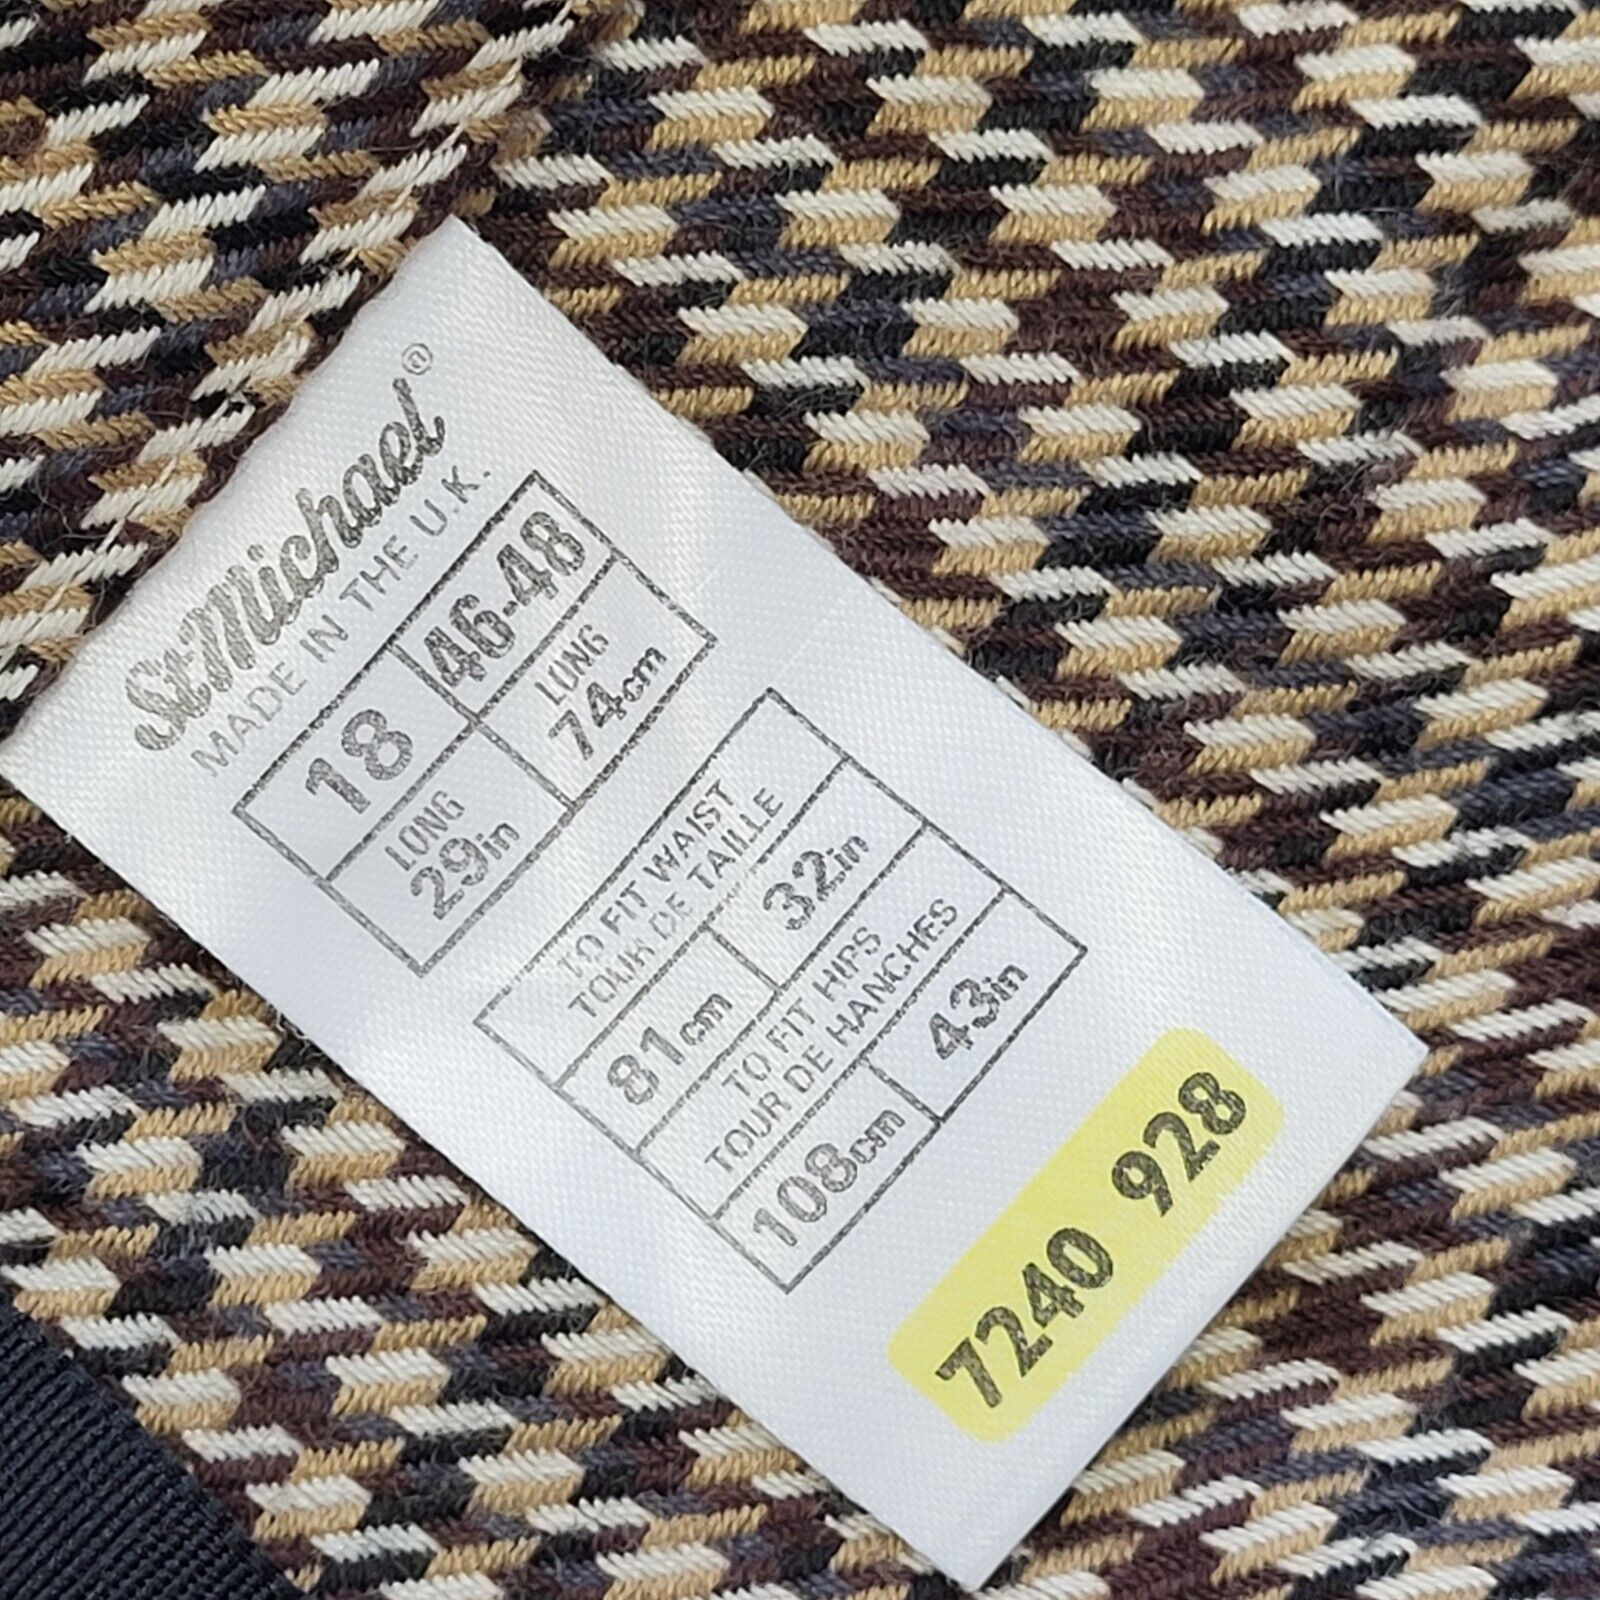 St Michael®
MADE IN THE U.K.
18 46-48
LONG LONG
29in 74cm
TO FIT WAIST
TOUR DE TAILLE
81cm 32in
TO FIT HIPS
TOUR DE HANCHES
108cm 43in
7240 928